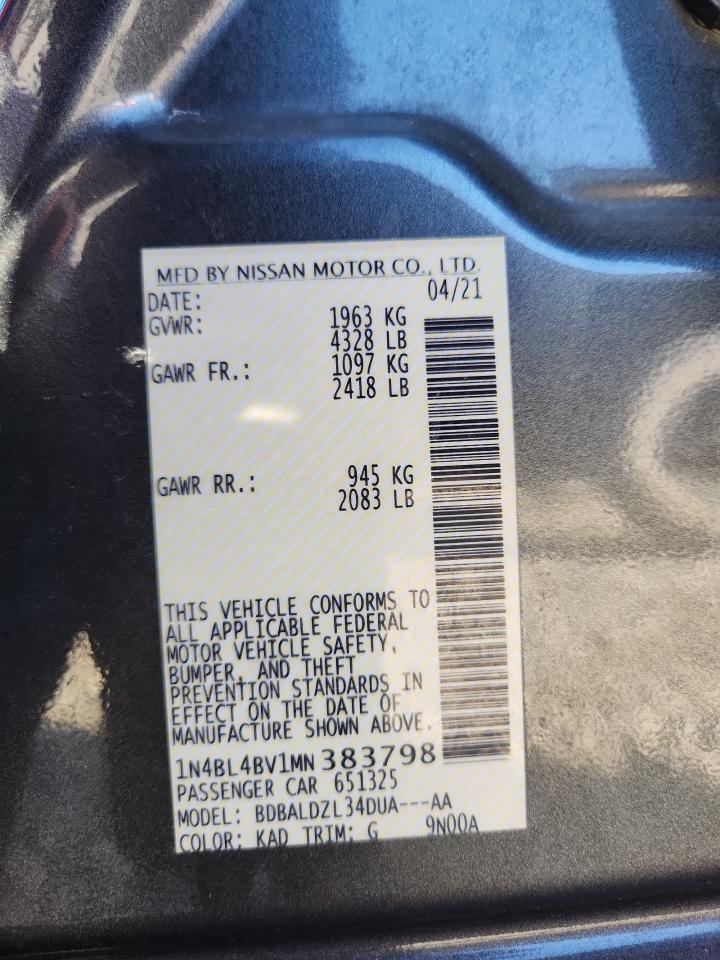 MFD BY NISSAN MOTOR CO., LTD.
DATE: 04/21
GVWR: 1963 KG
4328 LB
GAWR FR.: 1097 KG
2418 LB
GAWR RR.: 945 KG
2083 LB
THIS VEHICLE CONFORMS TO
ALL APPLICABLE FEDERAL
MOTOR VEHICLE SAFETY,
BUMPER, AND THEFT
PREVENTION STANDARDS IN
EFFECT ON THE DATE OF
MANUFACTURE SHOWN ABOVE.
1N4BL4BV1MN 383798
PASSENGER CAR 651325
MODEL: BDBALDZL34DUA---AA
COLOR: KAD TRIM: G 9N00A